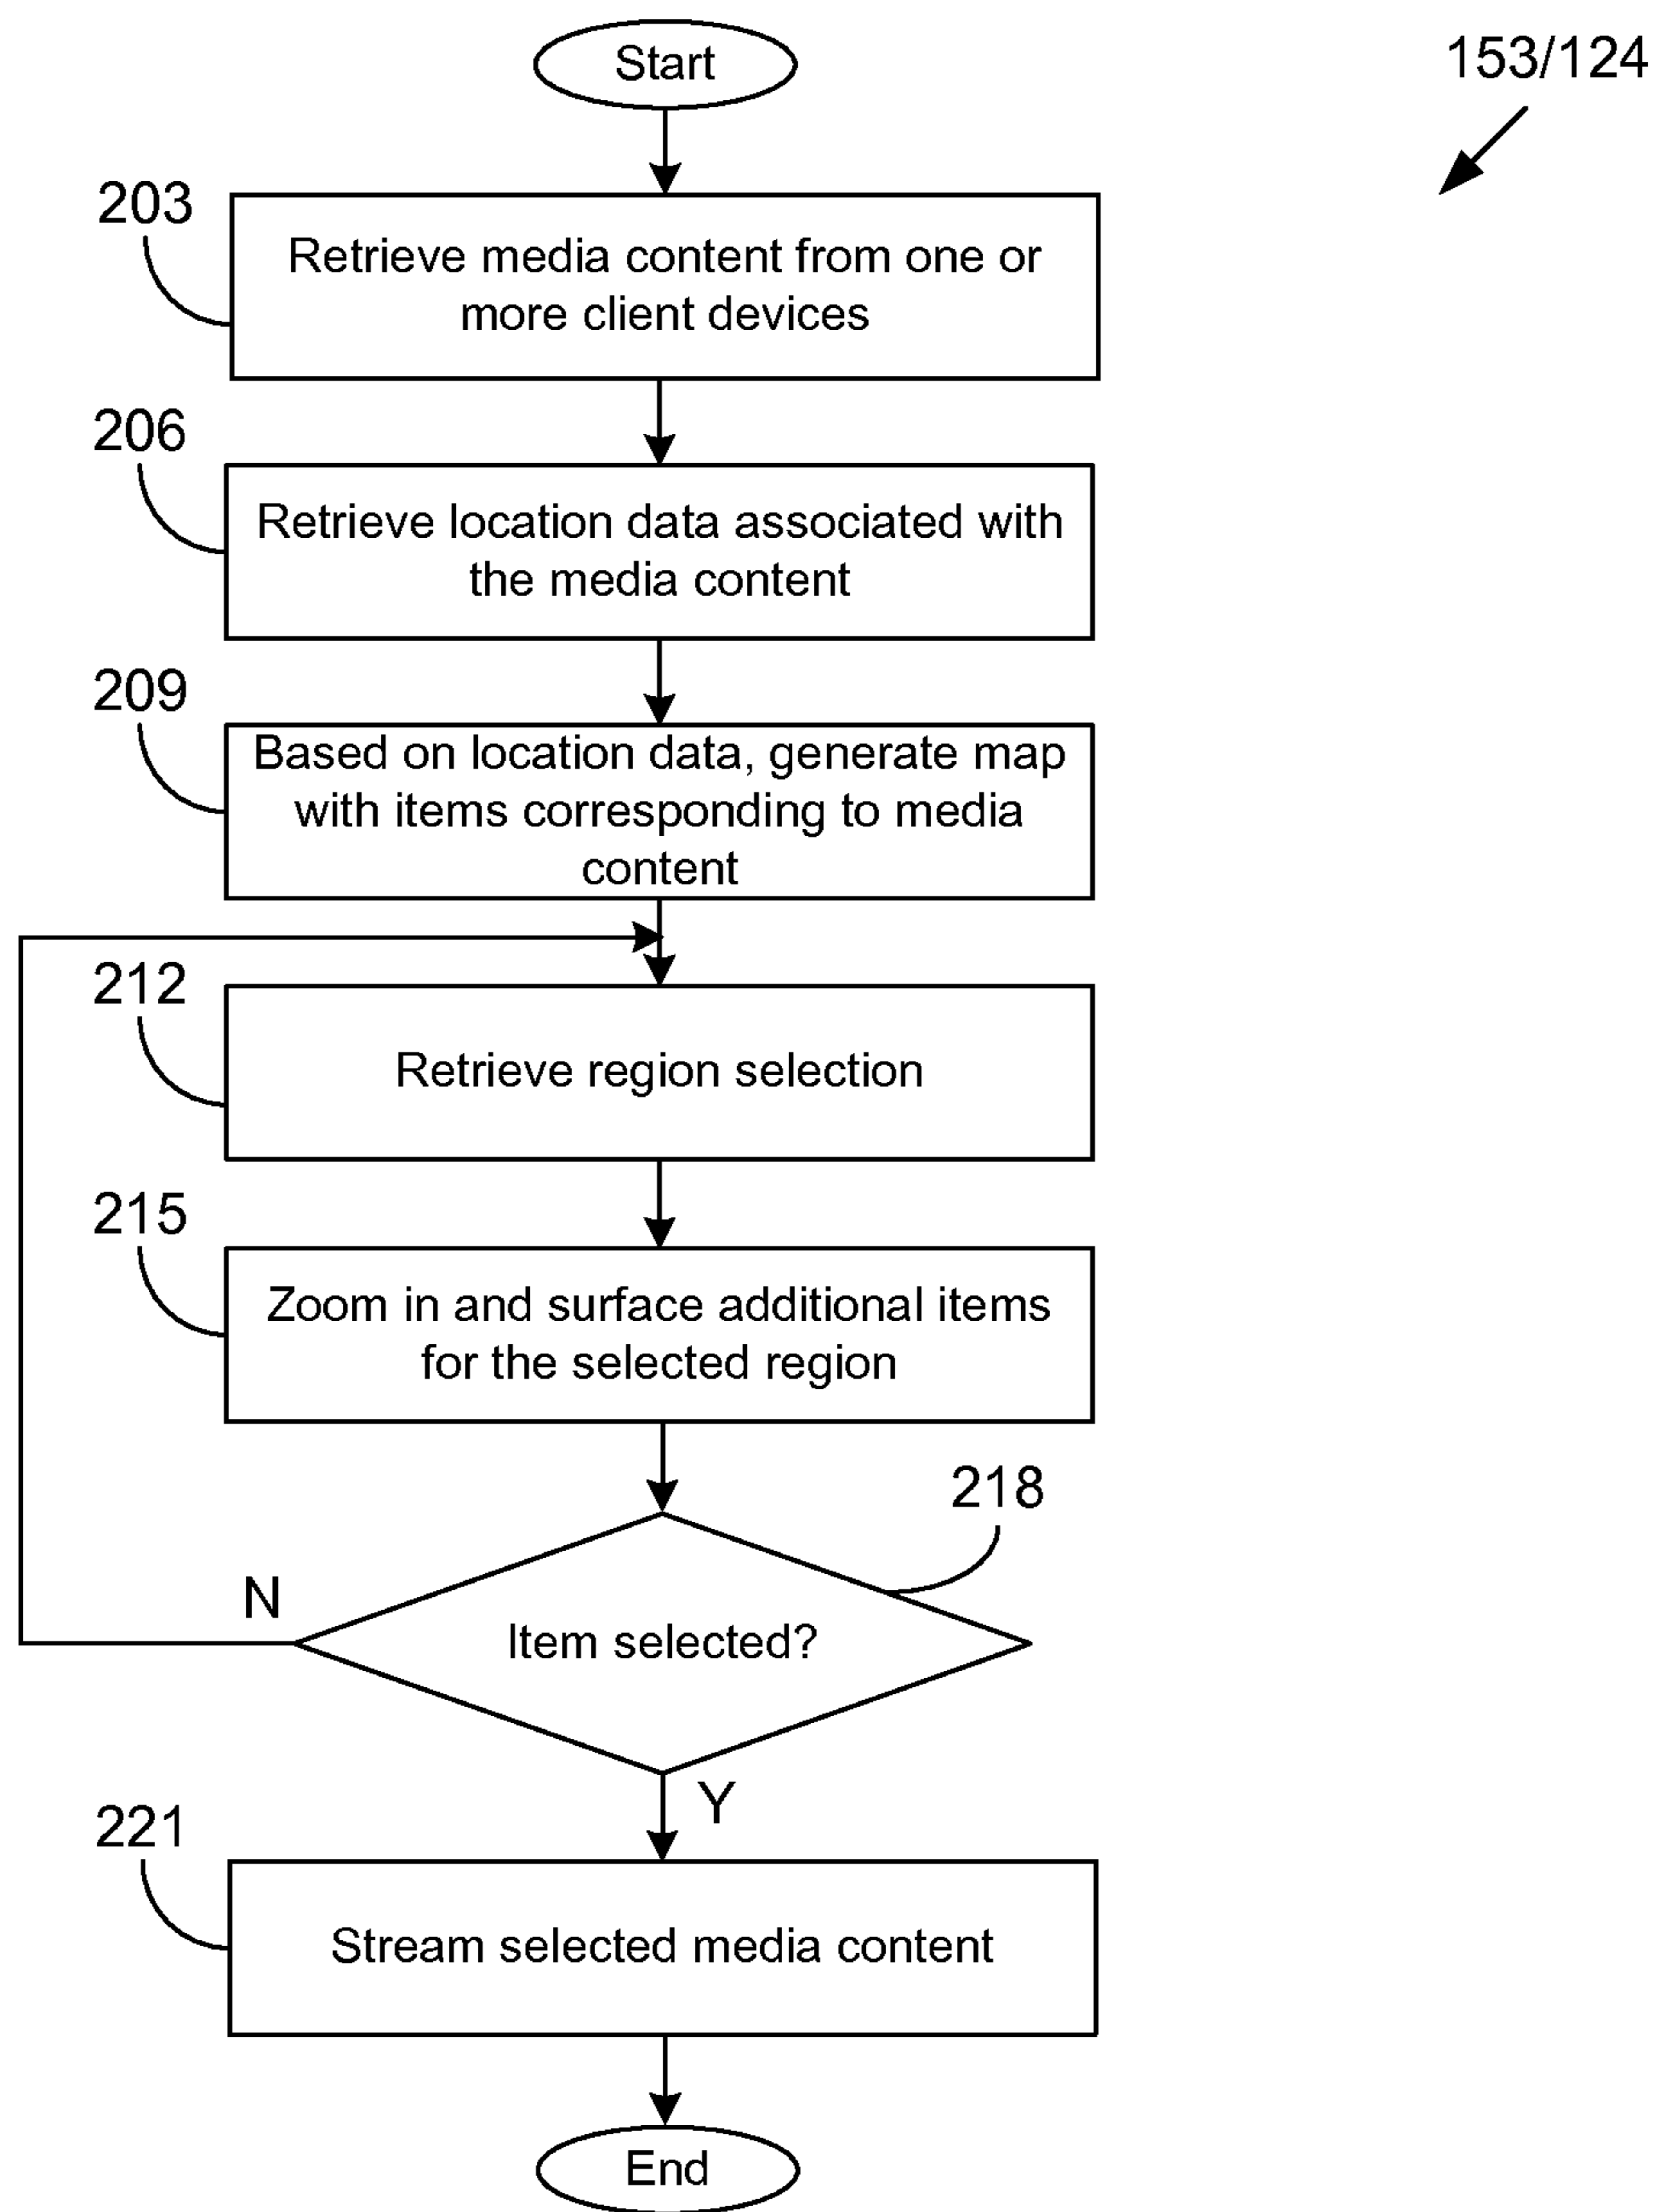 Start
153/124
203
Retrieve media content from one or
more client devices
206
Retrieve location data associated with
the media content
209
Based on location data, generate map
with items corresponding to media
content
212
Retrieve region selection
215
Zoom in and surface additional items
for the selected region
218
N
Item selected?
Y
221
Stream selected media content
End